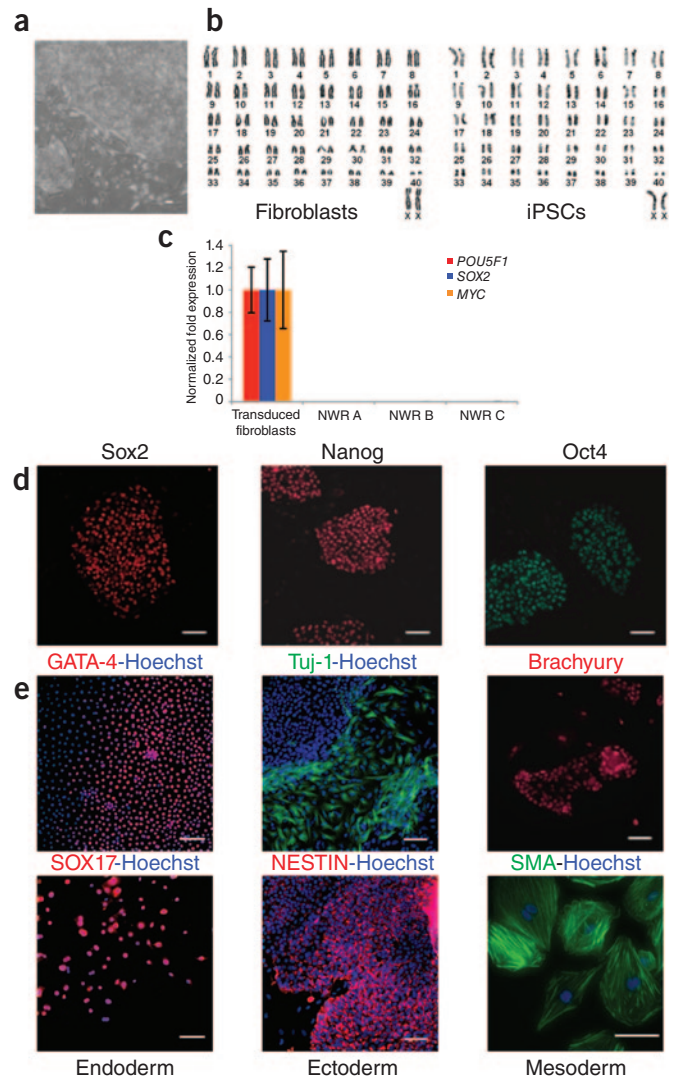 a
b
1 2 3 4 5 6 7 8
9 10 11 12 13 14 15 16
17 18 19 20 21 22 23 24
25 26 27 28 29 30 31 32
33 34 35 36 37 38 39 40
X X
Fibroblasts
1 2 3 4 5 6 7 8
9 10 11 12 13 14 15 16
17 18 19 20 21 22 23 24
25 26 27 28 29 30 31 32
33 34 35 36 37 38 39 40
X X
iPSCs
c
Normalized fold expression
1.4
1.2
1.0
0.8
0.6
0.4
0.2
0
POU5F1
SOX2
MYC
Transduced
fibroblasts
NWR A
NWR B
NWR C
d
Sox2
Nanog
Oct4
e
GATA-4-Hoechst
Tuj-1-Hoechst
Brachyury
SOX17-Hoechst
NESTIN-Hoechst
SMA-Hoechst
Endoderm
Ectoderm
Mesoderm